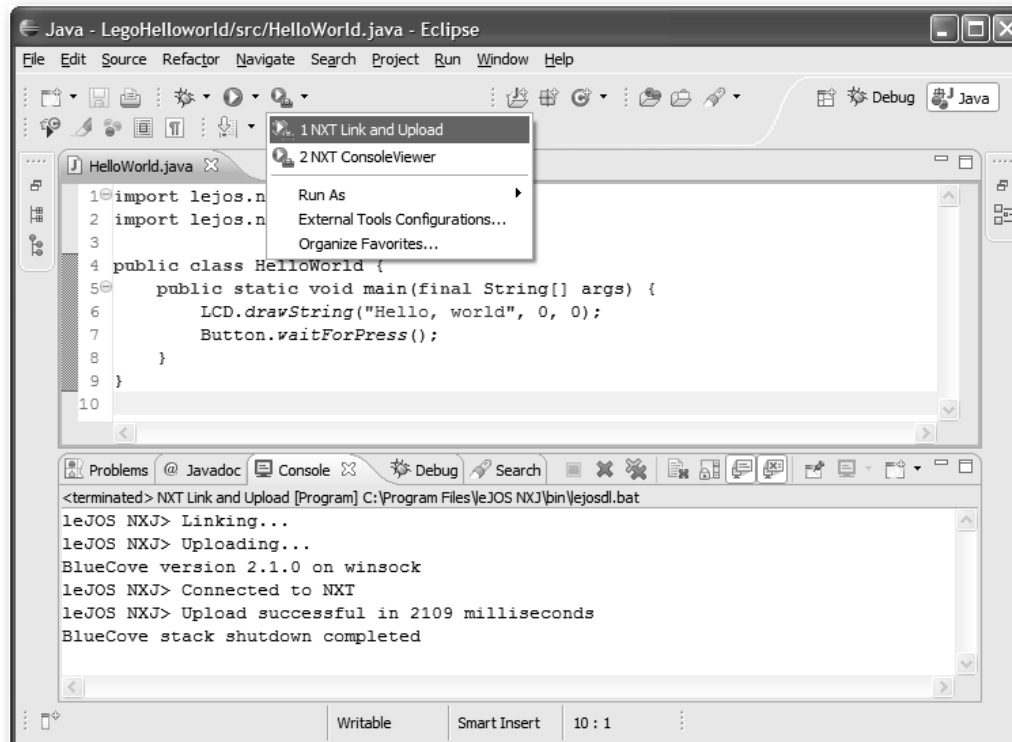 Java - LegoHelloworld/src/HelloWorld.java - Eclipse
File Edit Source Refactor Navigate Search Project Run Window Help
Debug Java
1 NXT Link and Upload
2 NXT ConsoleViewer
Run As
External Tools Configurations...
Organize Favorites...
HelloWorld.java
1 import lejos.n
2 import lejos.n
3
4 public class HelloWorld {
5 public static void main(final String[] args) {
6 LCD.drawString("Hello, world", 0, 0);
7 Button.waitForPress();
8 }
9 }
10
Problems @ Javadoc Console Debug Search
<terminated> NXT Link and Upload [Program] C:\Program Files\leJOS NXJ\bin\lejosdl.bat
leJOS NXJ> Linking...
leJOS NXJ> Uploading...
BlueCove version 2.1.0 on winsock
leJOS NXJ> Connected to NXT
leJOS NXJ> Upload successful in 2109 milliseconds
BlueCove stack shutdown completed
Writable Smart Insert 10 : 1